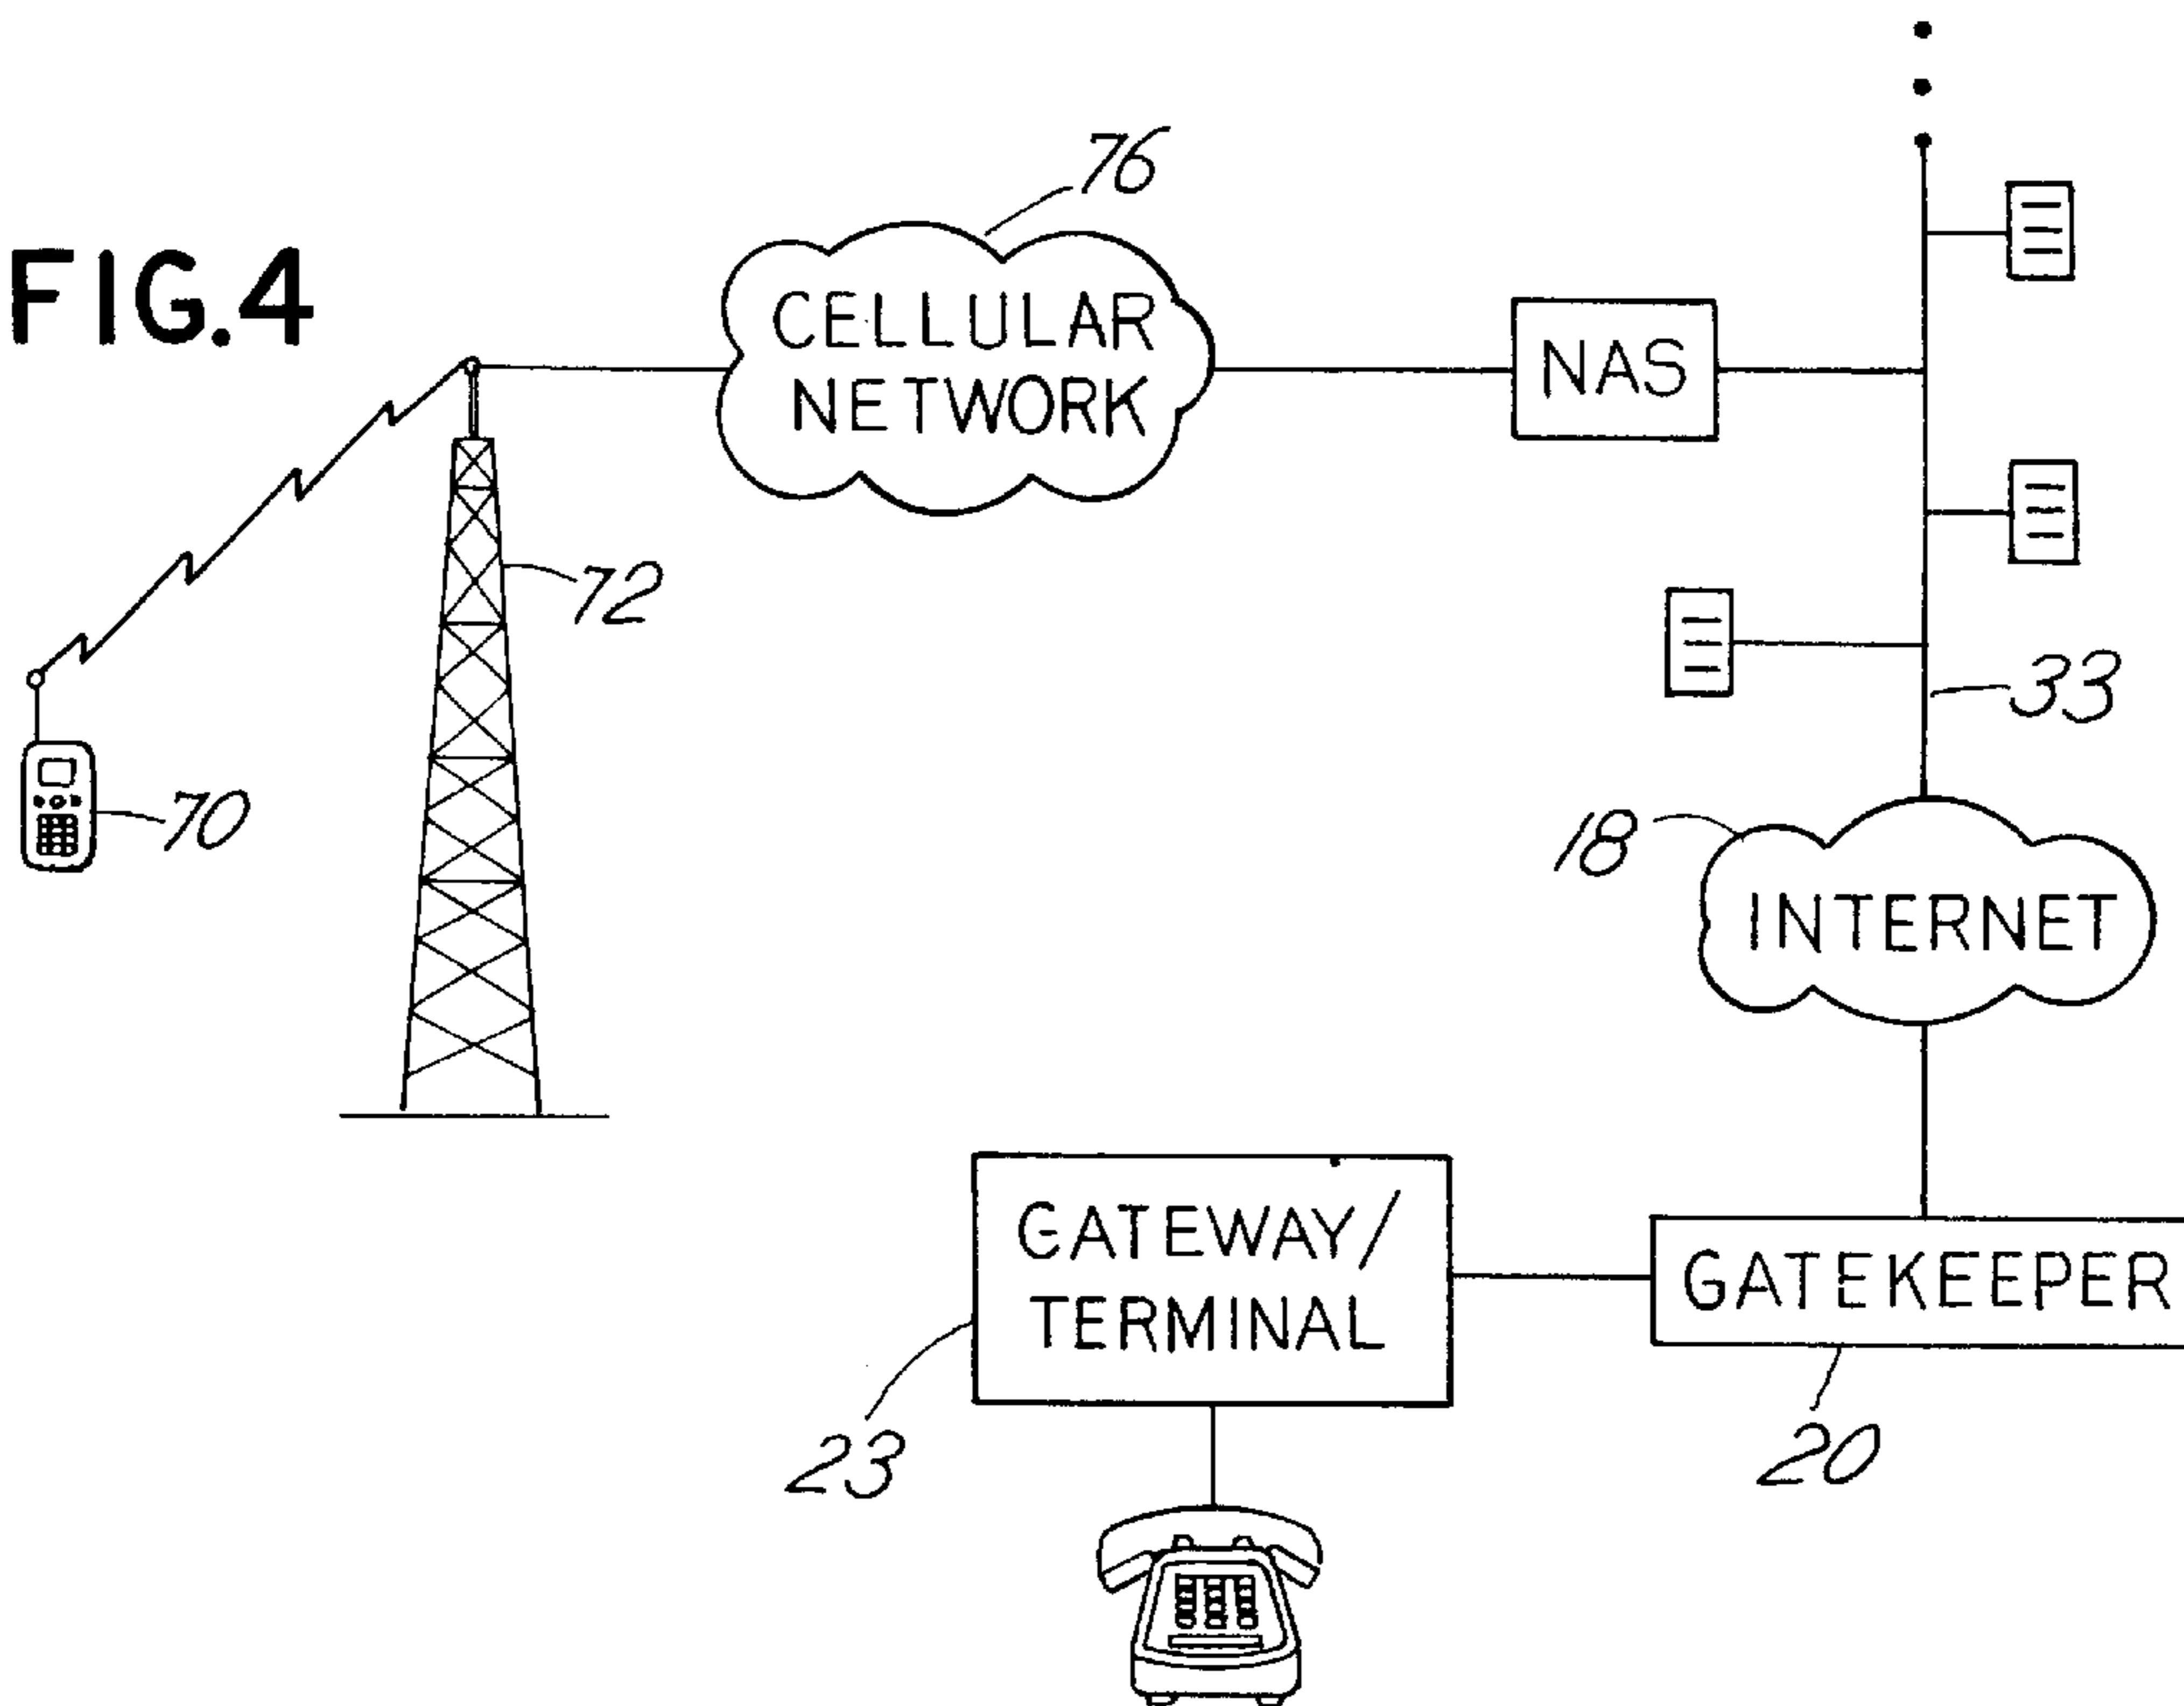 76
FIG.4
CELLULAR
NETWORK
NAS
72
33
70
18
INTERNET
GATEWAY/
TERMINAL
GATEKEEPER
23
20